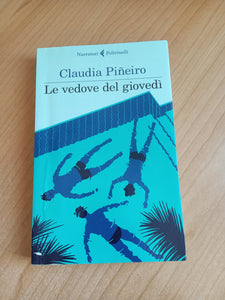 Narratori Feltrinelli
Claudia Piñeiro
Le vedove del giovedì